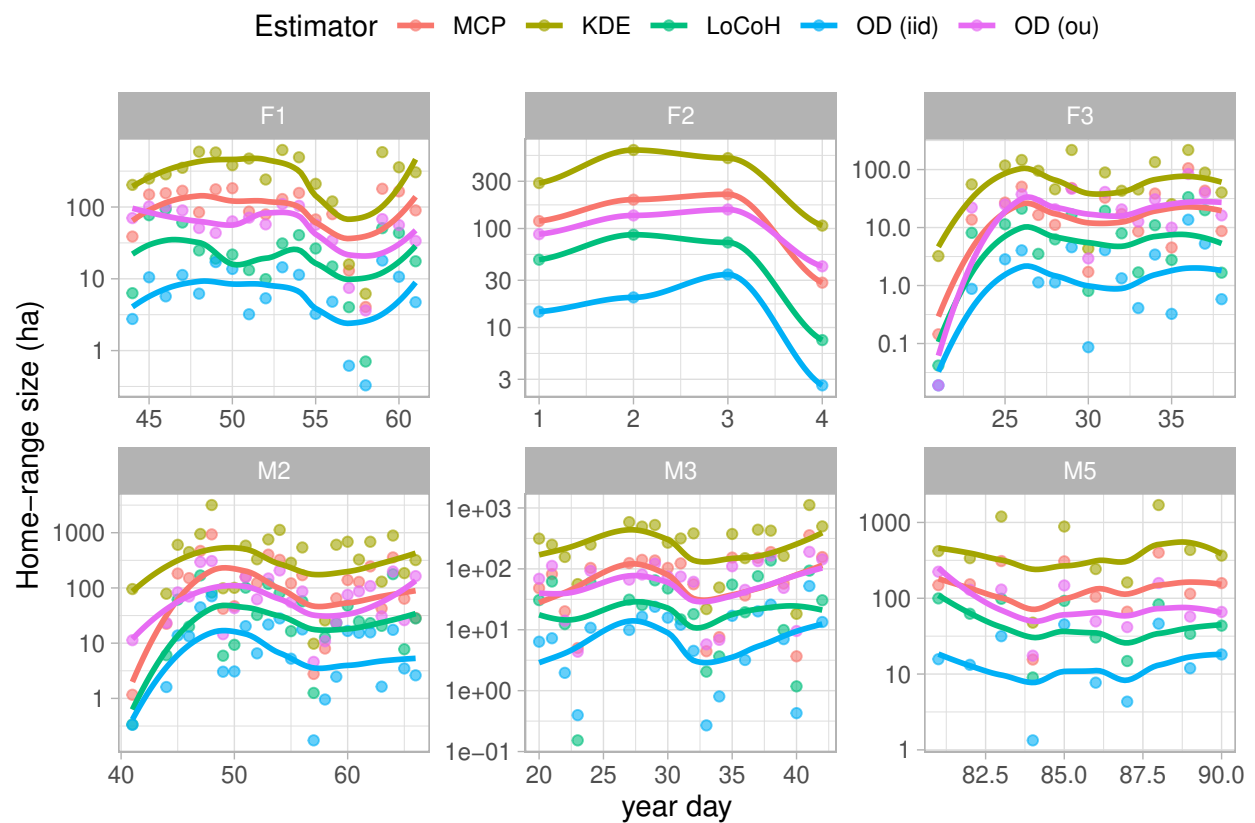 Estimator MCP KDE LoCoH OD (iid) OD (ou)
Home−range size (ha)
F1 F2 F3
100 300 100.0
10 100 10.0
1 30 1.0
10 0.1
3
45 50 55 60 1 2 3 4 25 30 35
M2 M3 M5
1000 1e+03 1000
100 1e+02 100
10 1e+01 10
1 1e+00 1
1e−01
40 50 60 20 25 30 35 40 82.5 85.0 87.5 90.0
year day